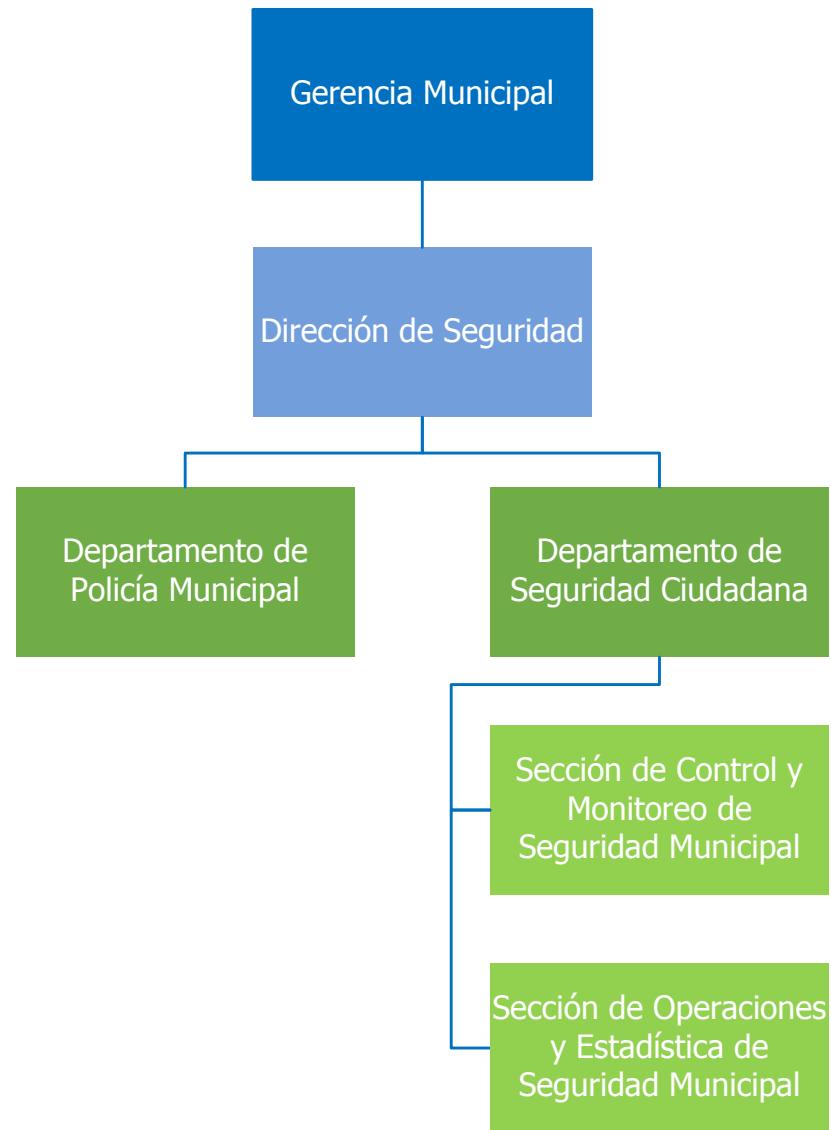 Gerencia Municipal
Dirección de Seguridad
Departamento de
Policía Municipal
Departamento de
Seguridad Ciudadana
Sección de Control y
Monitoreo de
Seguridad Municipal
Sección de Operaciones
y Estadística de
Seguridad Municipal